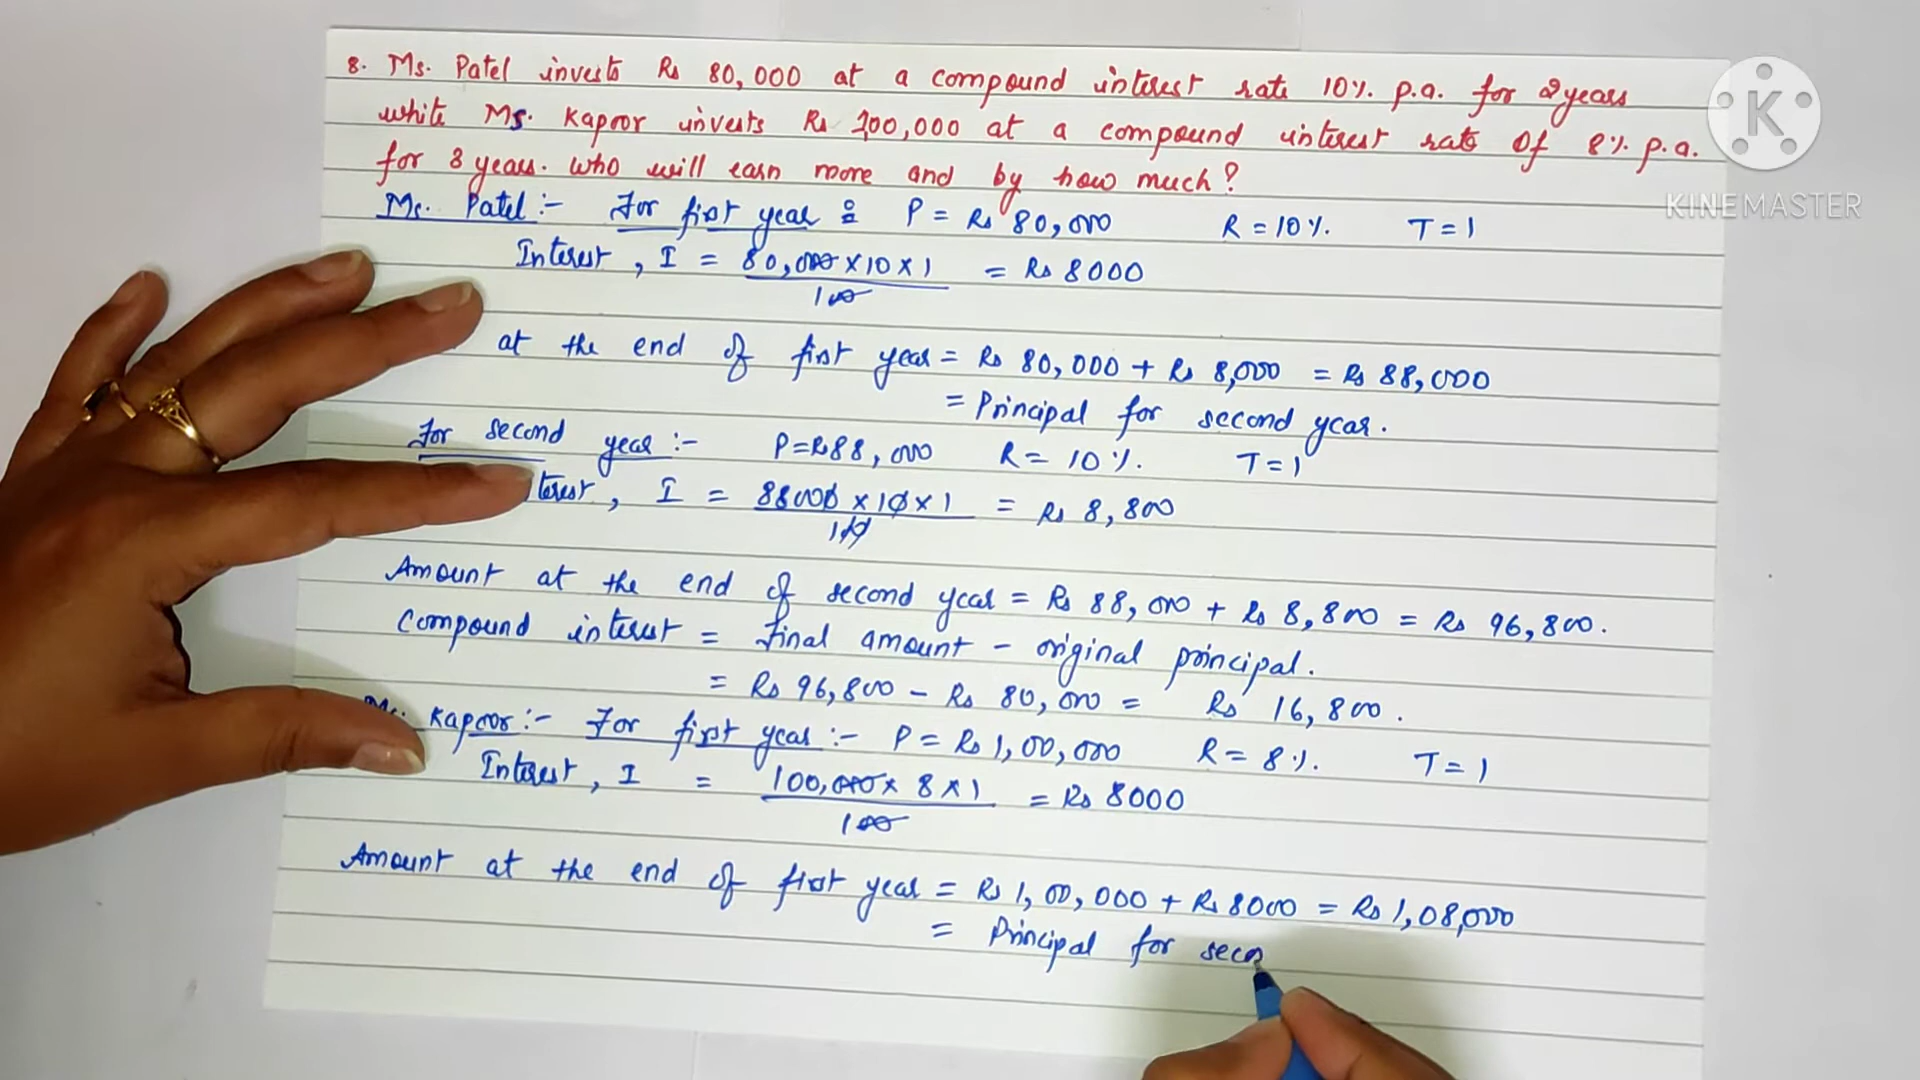 8. Ms. Patel invests Rs 80,000 at a compound interest rate 10%. p.a. for 2 years
while Ms. Kapoor invests Rs 100,000 at a compound interest rate of 8%. p.a.
for 2 years. who will earn more and by how much?
Ms. Patel :- For first year : P = Rs 80,000 R = 10%. T = 1
Interest, I = 80,000 × 10 × 1 = Rs 8000
100
at the end of first year = Rs 80,000 + Rs 8,000 = Rs 88,000
= Principal for second year.
For second year :- P = Rs 88,000 R = 10%. T = 1
terest, I = 88000 × 10 × 1 = Rs 8,800
100
Amount at the end of second year = Rs 88,000 + Rs 8,800 = Rs 96,800.
Compound interest = final amount - original principal.
= Rs 96,800 - Rs 80,000 = Rs 16,800.
Ms. Kapoor :- For first year :- P = Rs 1,00,000 R = 8%. T = 1
Interest, I = 100,000 × 8 × 1 = Rs 8000
100
Amount at the end of first year = Rs 1,00,000 + Rs 8000 = Rs 1,08,000
= Principal for seco
K
KINEMASTER